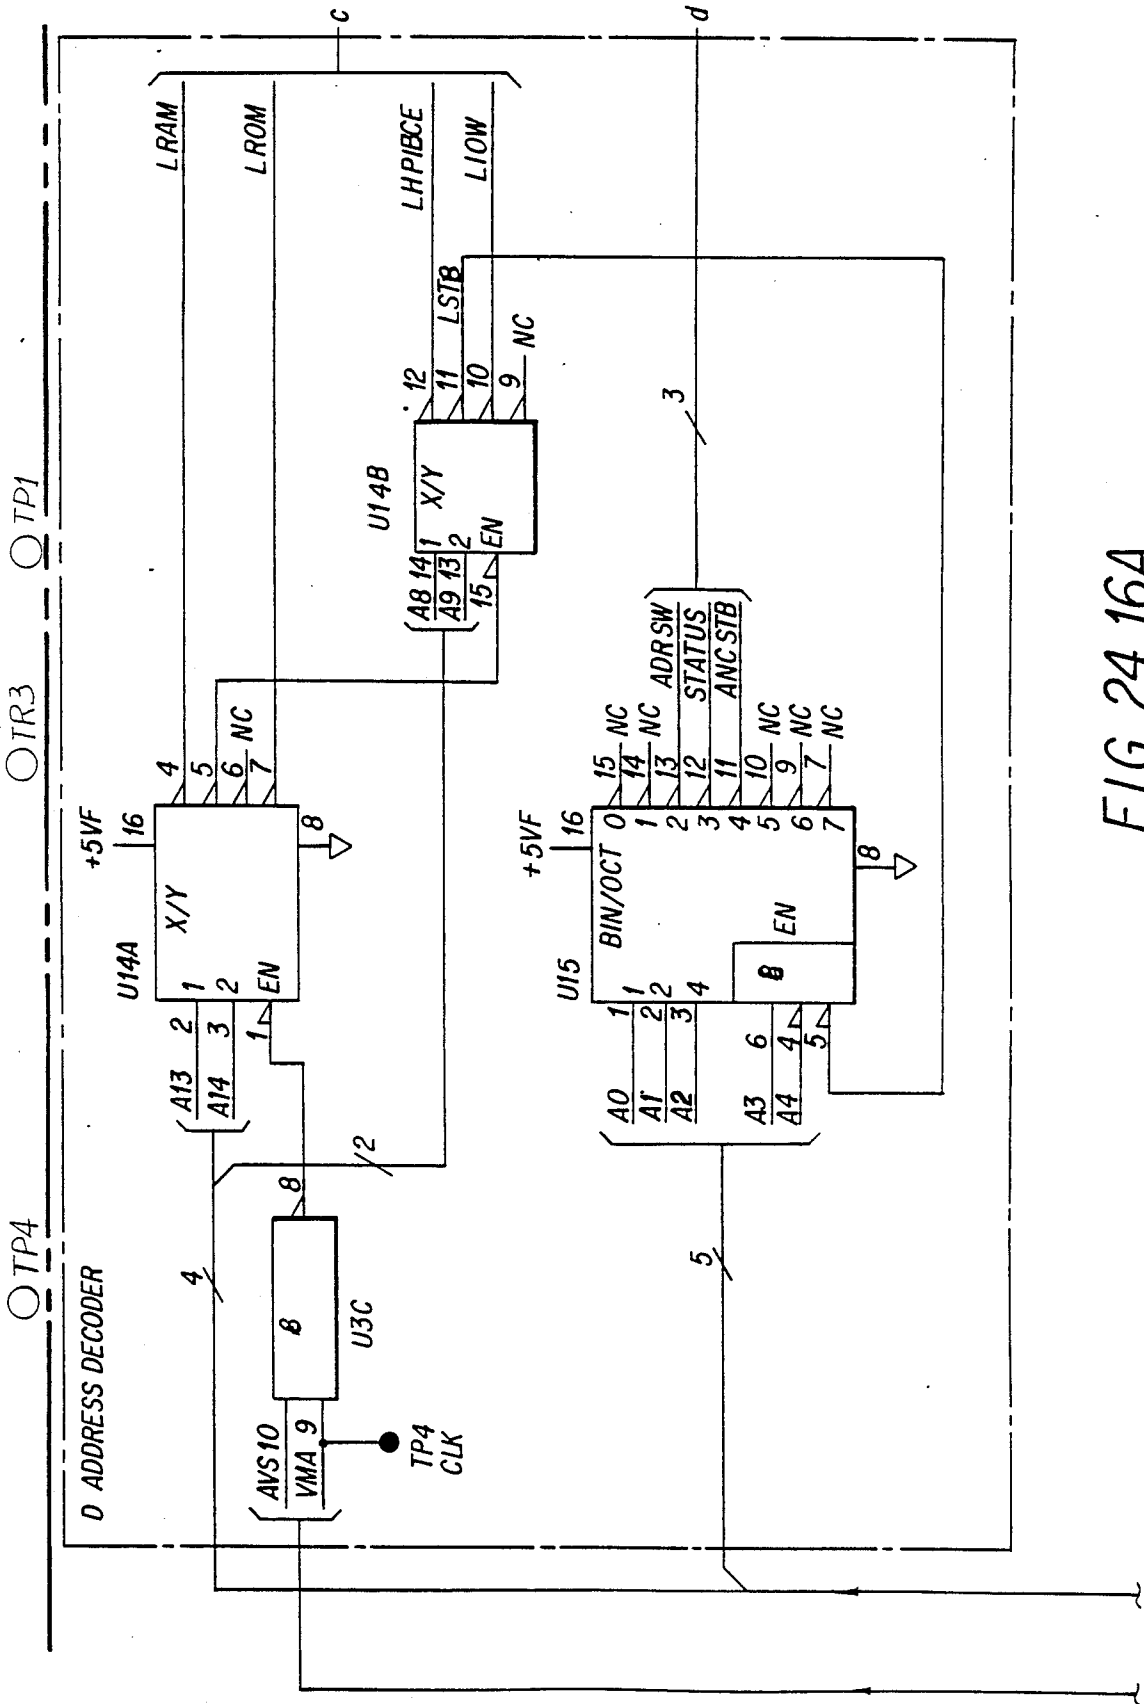 TP4
TR3
TP1
D ADDRESS DECODER
c
LRAM
LROM
LHPIBCE
LIOW
+5VF
16
U14A
X/Y
A13 2 1
A14 3 2
1 EN
4
5
6 NC
7
8
4
2
AVS 10
VMA 9
8
U3C
TP4
CLK
U14B
X/Y
A8 14 1
A9 13 2
15 EN
12
11 LSTB
10
9 NC
d
3
+5VF
16
U15
BIN/OCT
A0 1 1
A1 2 2
A2 3 4
A3 6
A4 4
5
EN
0 15 NC
1 14 NC
2 13 ADRSW
3 12 STATUS
4 11 ANCSTB
5 10 NC
6 9 NC
7 7 NC
8
5
FIG 24 16A